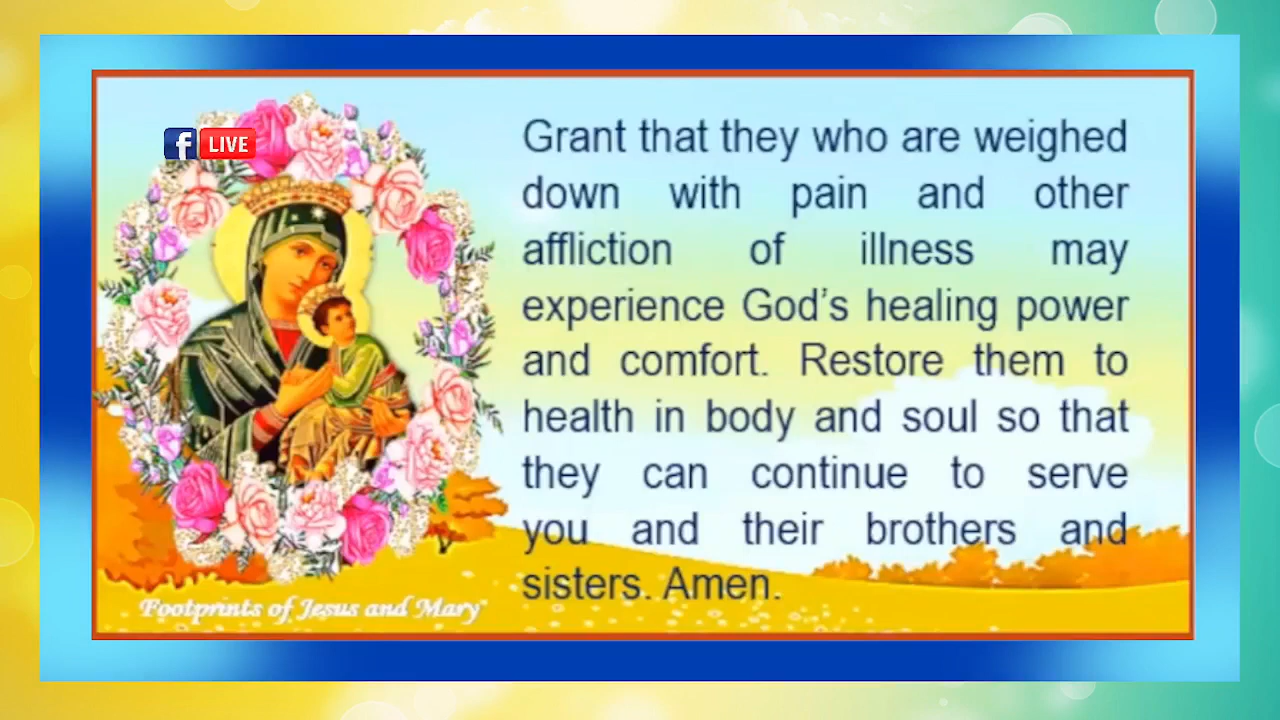 f LIVE
Grant that they who are weighed
down with pain and other
affliction of illness may
experience God's healing power
and comfort. Restore them to
health in body and soul so that
they can continue to serve
you and their brothers and
sisters. Amen.
Footprints of Jesus and Mary